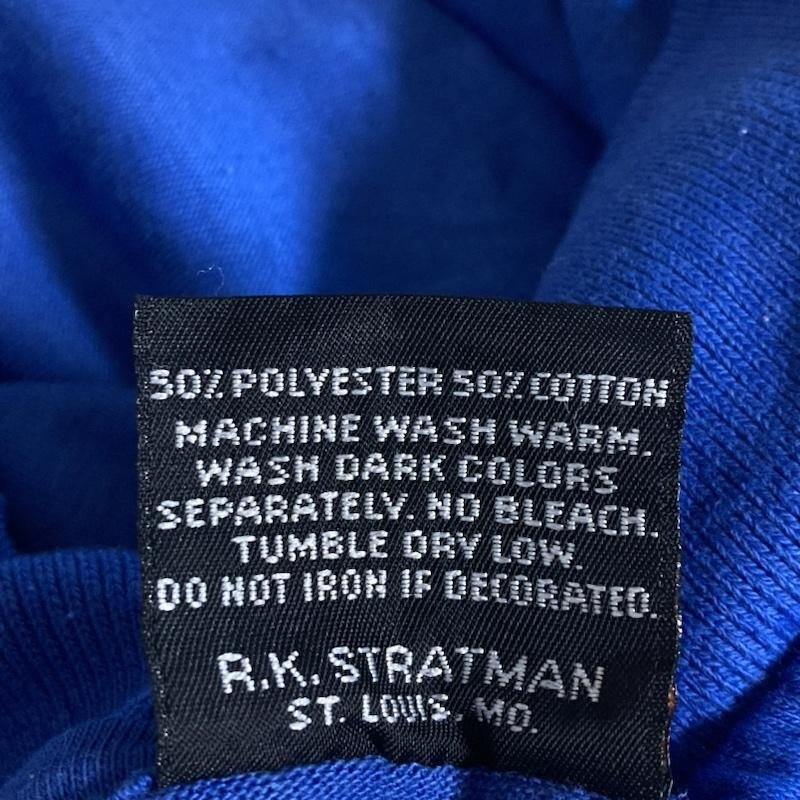 50% POLYESTER 50% COTTON
MACHINE WASH WARM.
WASH DARK COLORS
SEPARATELY. NO BLEACH.
TUMBLE DRY LOW.
DO NOT IRON IF DECORATED.
R.K. STRATMAN
ST. LOUIS, MO.